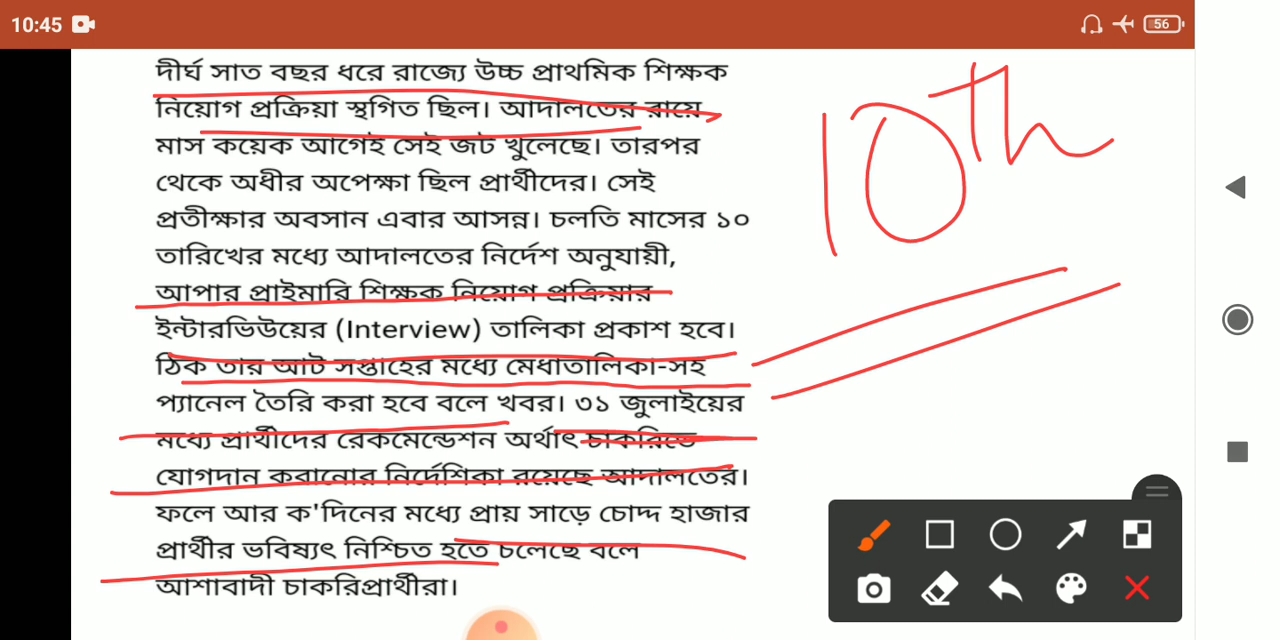 10:45
56
দীর্ঘ সাত বছর ধরে রাজ্যে উচ্চ প্রাথমিক শিক্ষক
নিয়োগ প্রক্রিয়া স্থগিত ছিল। আদালতের রায়ে
মাস কয়েক আগেই সেই জট খুলেছে। তারপর
থেকে অধীর অপেক্ষা ছিল প্রার্থীদের। সেই
প্রতীক্ষার অবসান এবার আসন্ন। চলতি মাসের ১০
তারিখের মধ্যে আদালতের নির্দেশ অনুযায়ী,
আপার প্রাইমারি শিক্ষক নিয়োগ প্রক্রিয়ার
ইন্টারভিউয়ের (Interview) তালিকা প্রকাশ হবে।
ঠিক তার আট সপ্তাহের মধ্যে মেধাতালিকা-সহ
প্যানেল তৈরি করা হবে বলে খবর। ৩১ জুলাইয়ের
মধ্যে প্রার্থীদের রেকমেন্ডেশন অর্থাৎ চাকরিতে
যোগদান করানোর নির্দেশিকা রয়েছে আদালতের।
ফলে আর ক'দিনের মধ্যে প্রায় সাড়ে চোদ্দ হাজার
প্রার্থীর ভবিষ্যৎ নিশ্চিত হতে চলেছে বলে
আশাবাদী চাকরিপ্রার্থীরা।
10th